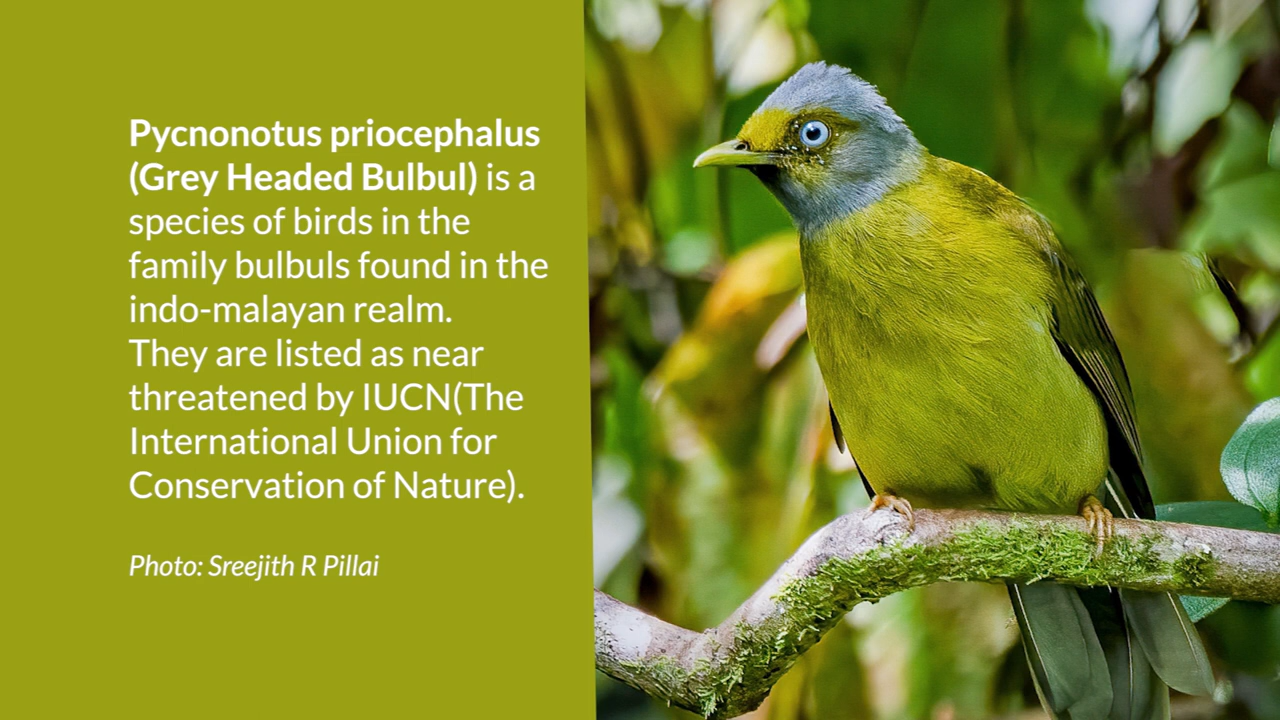 Pycnonotus priocephalus
(Grey Headed Bulbul) is a
species of birds in the
family bulbuls found in the
indo-malayan realm.
They are listed as near
threatened by IUCN(The
International Union for
Conservation of Nature).
Photo: Sreejith R Pillai